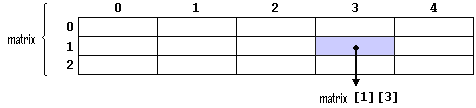 0 1 2 3 4
0
matrix 1
2
matrix [1][3]